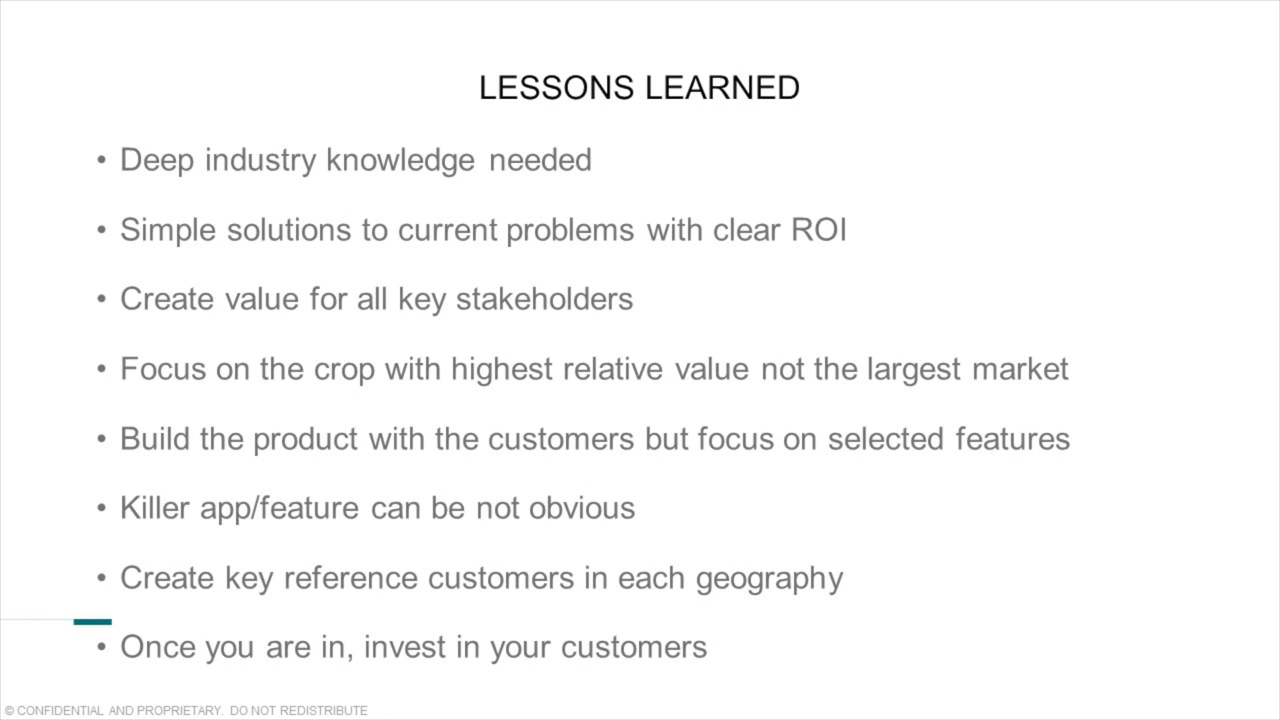 LESSONS LEARNED
• Deep industry knowledge needed
• Simple solutions to current problems with clear ROI
• Create value for all key stakeholders
• Focus on the crop with highest relative value not the largest market
• Build the product with the customers but focus on selected features
• Killer app/feature can be not obvious
• Create key reference customers in each geography
• Once you are in, invest in your customers
© CONFIDENTIAL AND PROPRIETARY. DO NOT REDISTRIBUTE